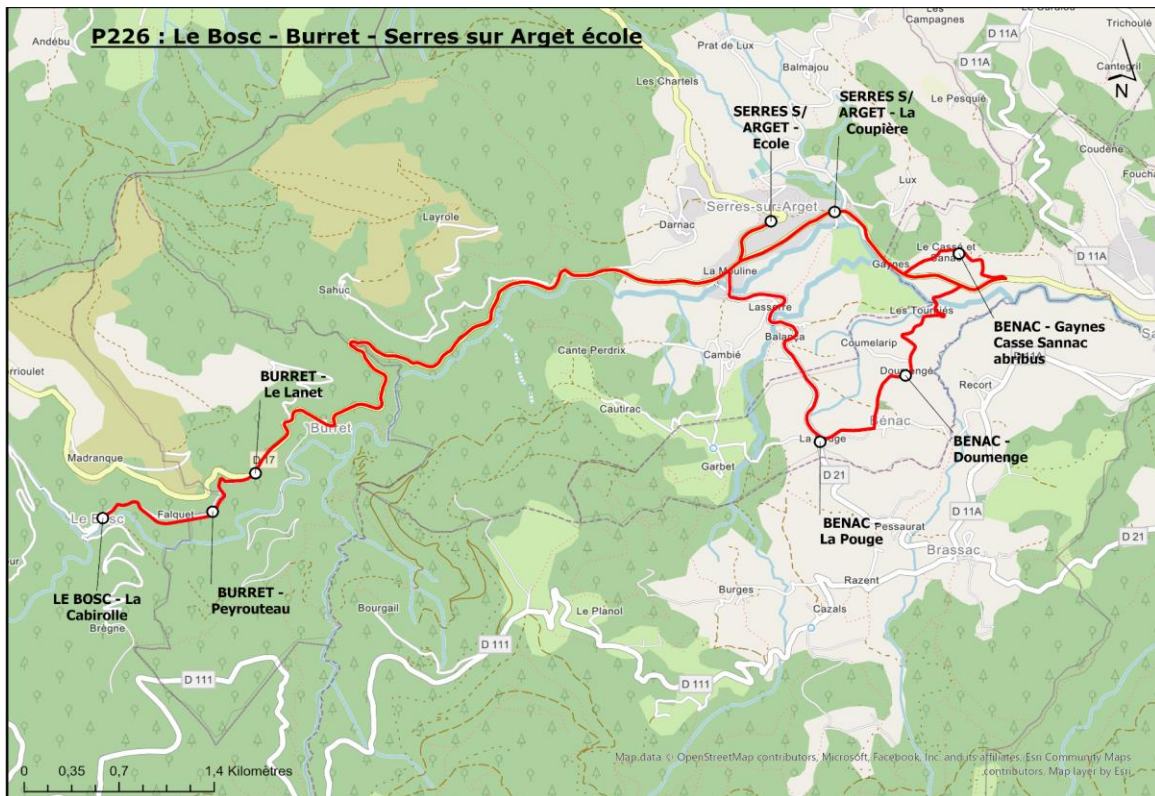 P226 : Le Bosc - Burret - Serres sur Arget école
Andébu
Les
Campagnes
Trichoulé
D 11A
Prat de Lux
Balmajou
D 11A
Cantegril
Les Chartels
Le Pesquié
N
SERRES S/
ARGET -
Ecole
SERRES S/
ARGET - La
Coupière
Coudène
Lux
Layrole
Serres-sur-Arget
Darnac
Le Cassé et
Sanac
Gaynes
D 11A
La Mouline
Sahuc
Lasserre
Les Tournies
Balança
BENAC - Gaynes
Casse Sannac
abribus
Coumelarip
Cante Perdrix
Cambié
D 11A
BURRET -
Le Lanet
Doumenge
Recort
Cautirac
Burret
Bénac
BENAC -
Doumenge
Madranque
D 17
Garbet
D 21
Le Bosc
Falquet
BENAC -
La Pouge
Pessaurat
D 11A
Brassac
D 21
LE BOSC - La
Cabirolle
BURRET -
Peyrouteau
Razent
Burges
Brègne
Bourgail
Le Planol
Cazals
D 111
D 111
D 111
0 0,35 0,7 1,4 Kilomètres
Map data © OpenStreetMap contributors, Microsoft, Facebook, Inc. and its affiliates, Esri Community Maps
contributors, Map layer by Esri